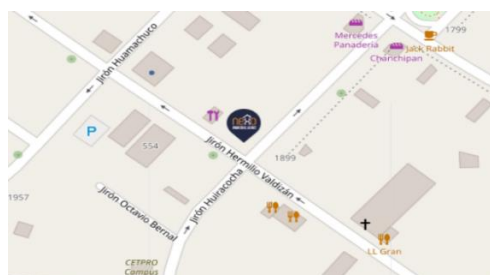 1799
Mercedes
Panadería
Jack Rabbit
Chanchipan
Jirón Huamachuco
P
554
nexo
Jirón Hermilio Valdizán
1899
Jirón Huiracocha
1957
Jirón Octavio Bernal
CETPRO
Campus
LL Gran